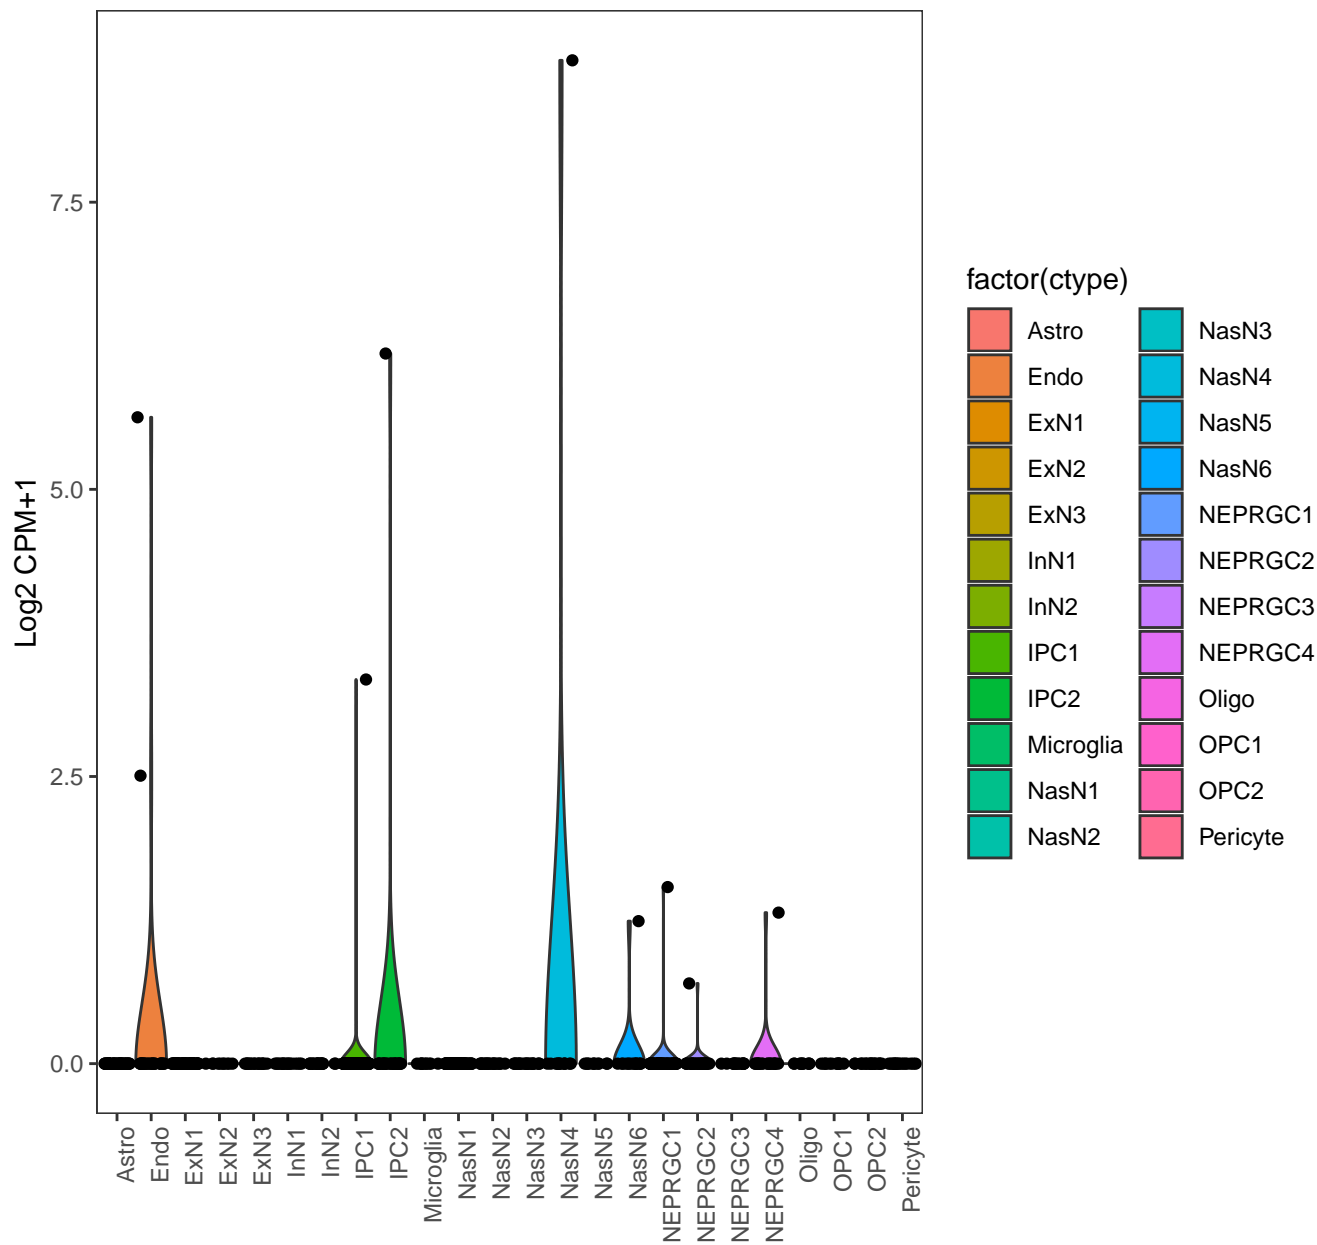 7.5
5.0
2.5
0.0
Log2 CPM+1
Astro
Endo
ExN1
ExN2
ExN3
InN1
InN2
IPC1
IPC2
Microglia
NasN1
NasN2
NasN3
NasN4
NasN5
NasN6
NEPRGC1
NEPRGC2
NEPRGC3
NEPRGC4
Oligo
OPC1
OPC2
Pericyte
factor(ctype)
Astro
Endo
ExN1
ExN2
ExN3
InN1
InN2
IPC1
IPC2
Microglia
NasN1
NasN2
NasN3
NasN4
NasN5
NasN6
NEPRGC1
NEPRGC2
NEPRGC3
NEPRGC4
Oligo
OPC1
OPC2
Pericyte